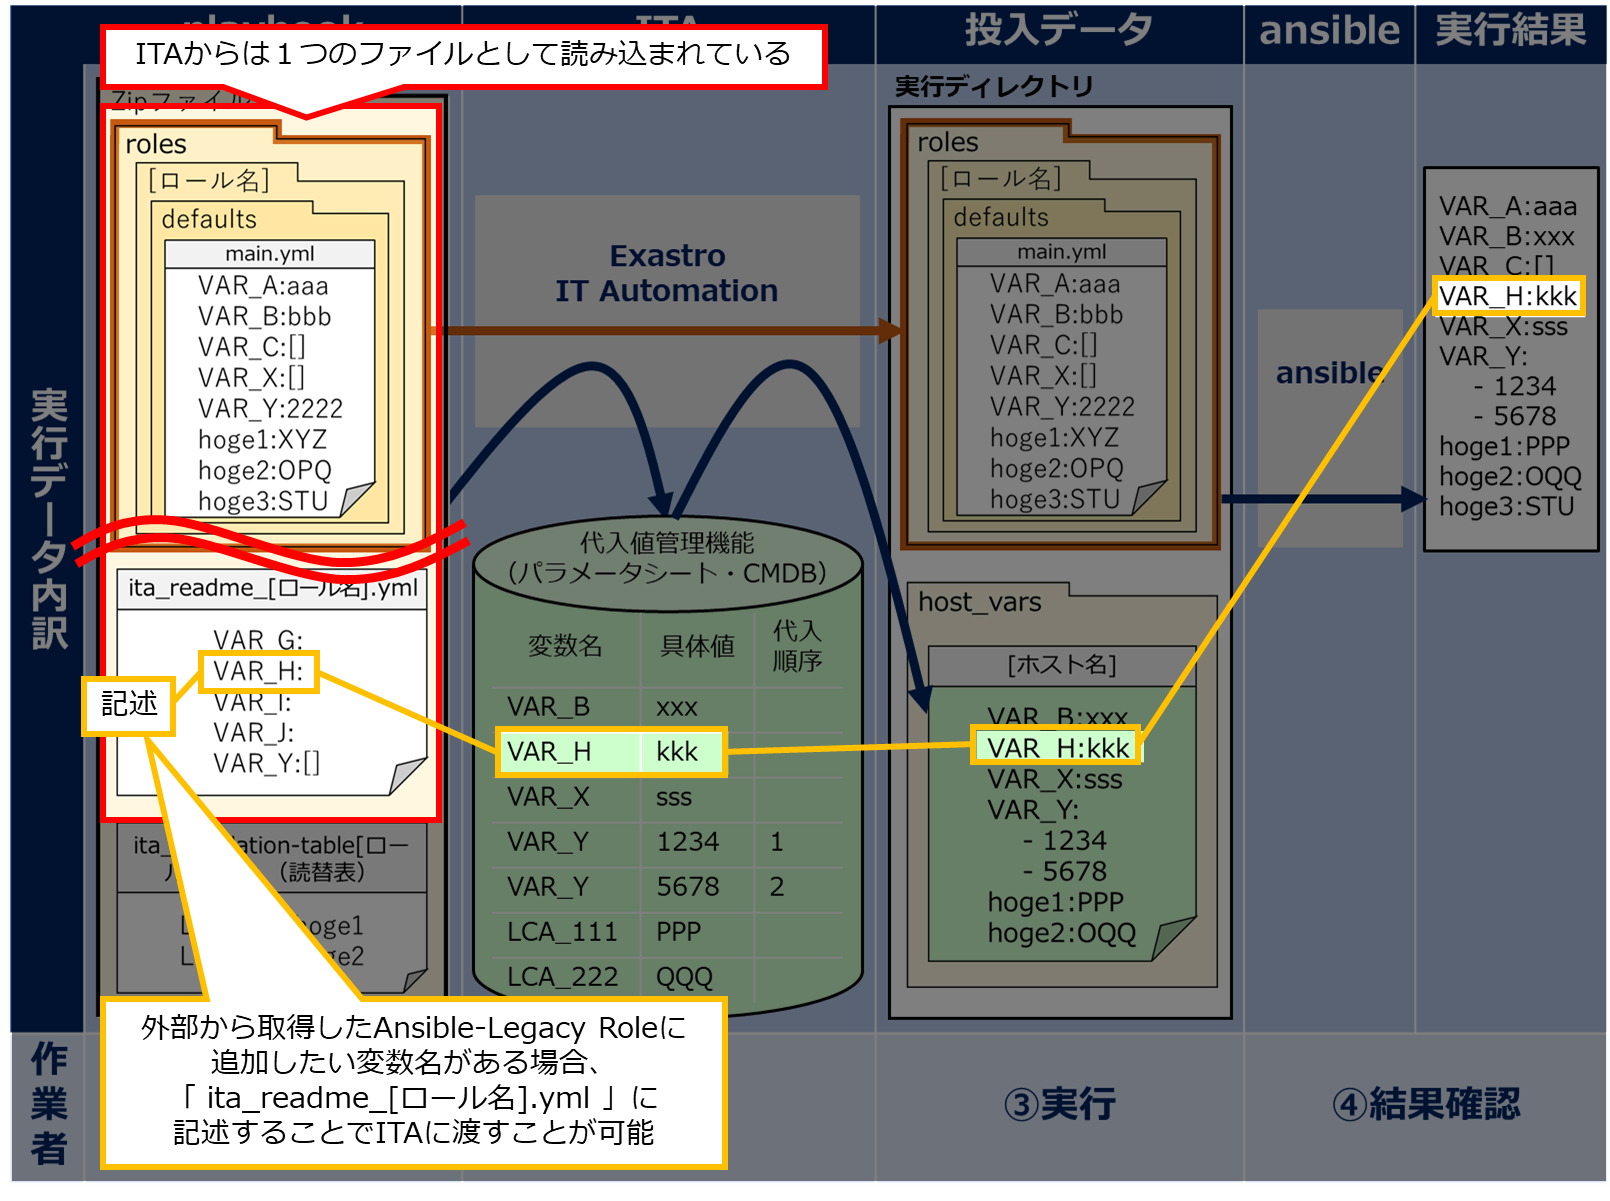 ITAからは１つのファイルとして読み込まれている
ITA
投入データ
ansible
実行結果
実行データ内訳
Zipファイル
roles
[ロール名]
defaults
main.yml
VAR_A:aaa
VAR_B:bbb
VAR_C:[]
VAR_X:[]
VAR_Y:2222
hoge1:XYZ
hoge2:OPQ
hoge3:STU
ita_readme_[ロール名].yml
VAR_G:
VAR_H:
VAR_I:
VAR_J:
VAR_Y:[]
記述
外部から取得したAnsible-Legacy Roleに
追加したい変数名がある場合、
「 ita_readme_[ロール名].yml 」に
記述することでITAに渡すことが可能
Exastro
IT Automation
代入値管理機能
（パラメータシート・CMDB）
変数名 具体値 代入順序
VAR_B xxx
VAR_H kkk
VAR_X sss
VAR_Y 1234 1
VAR_Y 5678 2
LCA_111 PPP
LCA_222 QQQ
実行ディレクトリ
roles
[ロール名]
defaults
main.yml
VAR_A:aaa
VAR_B:bbb
VAR_C:[]
VAR_X:[]
VAR_Y:2222
hoge1:XYZ
hoge2:OPQ
hoge3:STU
host_vars
[ホスト名]
VAR_B:xxx
VAR_H:kkk
VAR_X:sss
VAR_Y:
- 1234
- 5678
hoge1:PPP
hoge2:OQQ
ansible
VAR_A:aaa
VAR_B:xxx
VAR_C:[]
VAR_H:kkk
VAR_X:sss
VAR_Y:
- 1234
- 5678
hoge1:PPP
hoge2:OQQ
hoge3:STU
作業者
③実行
④結果確認